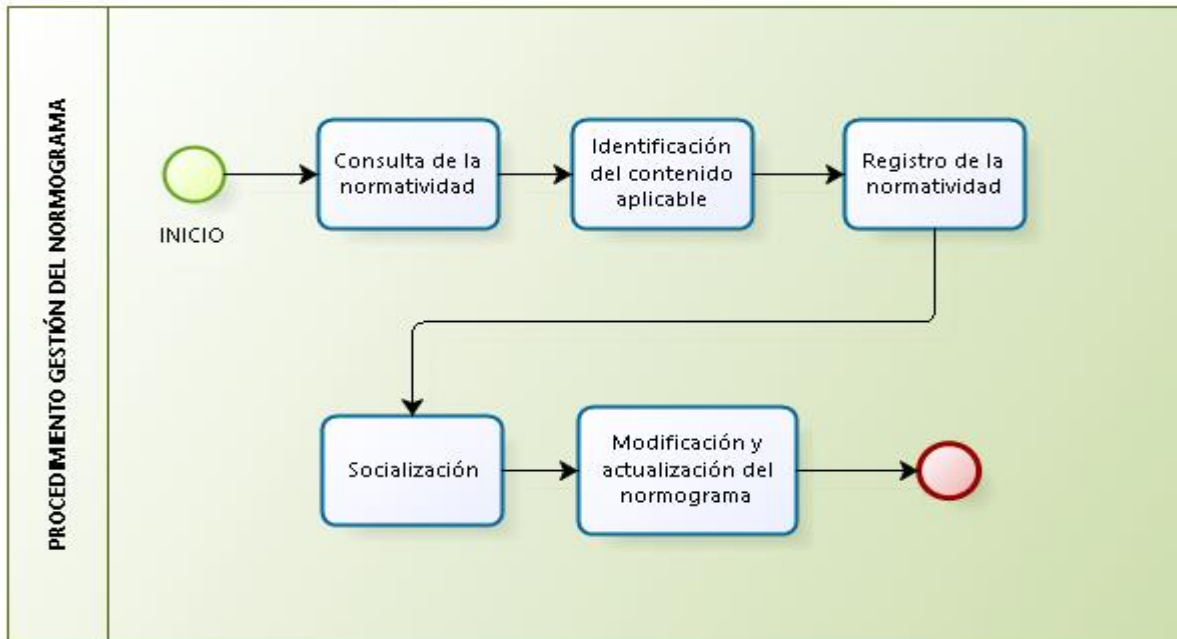 PROCEDIMIENTO GESTIÓN DEL NORMOGRAMA
INICIO
Consulta de la
normatividad
Identificación
del contenido
aplicable
Registro de la
normatividad
Socialización
Modificación y
actualización del
normograma